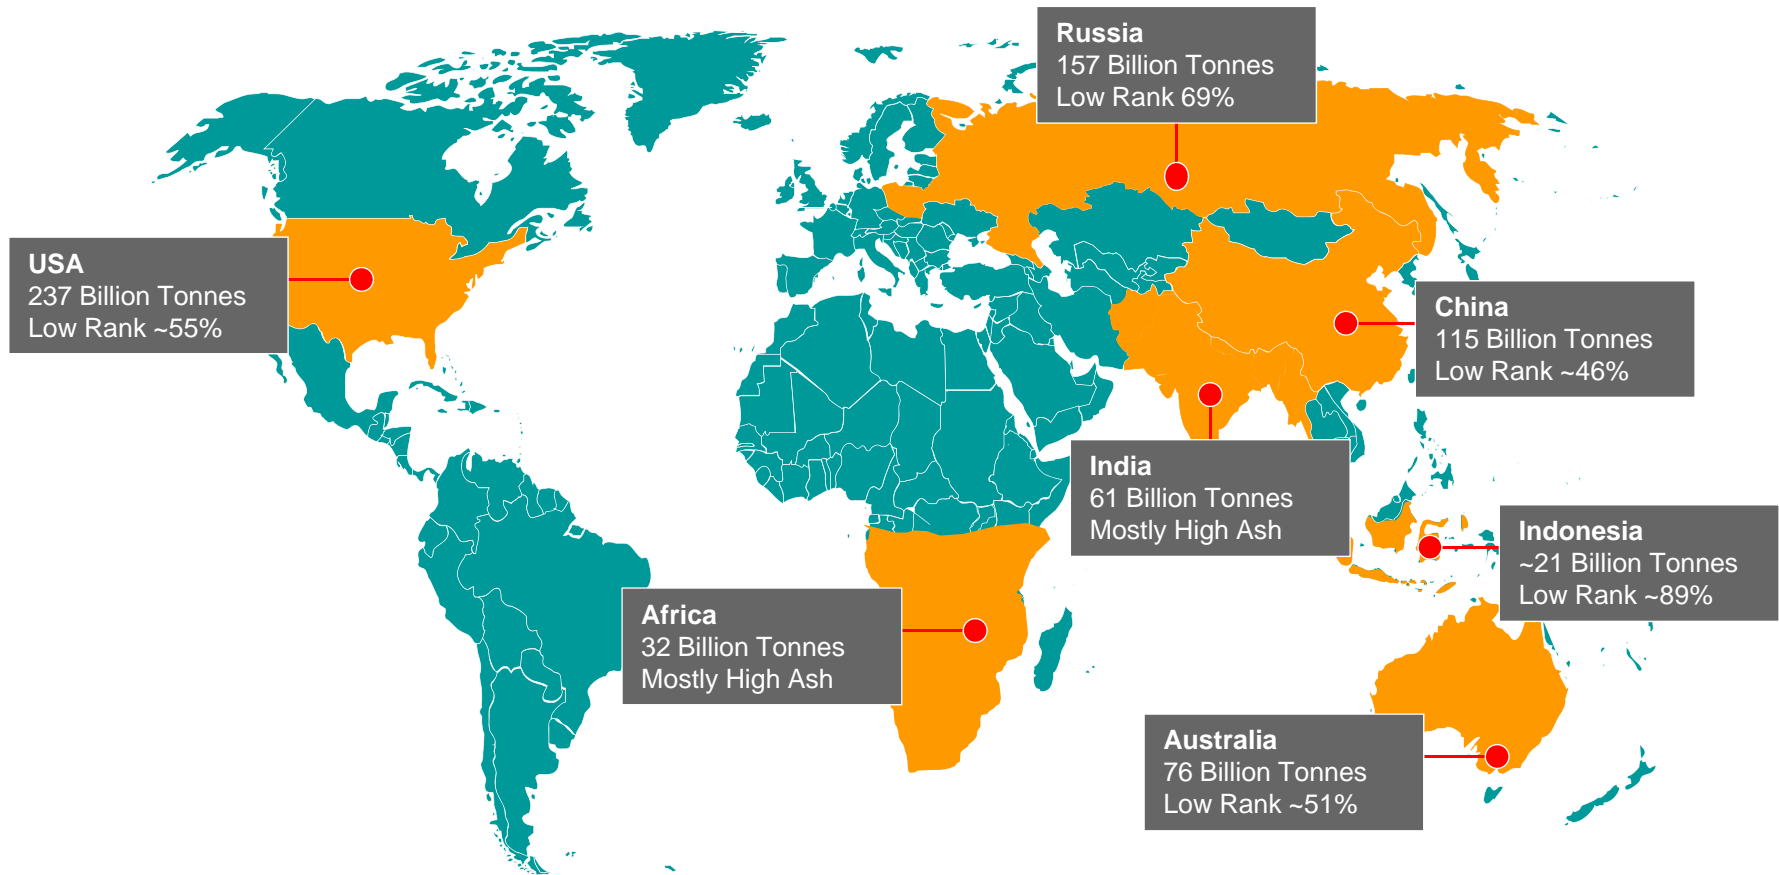 Russia
157 Billion Tonnes
Low Rank 69%
USA
237 Billion Tonnes
Low Rank ~55%
China
115 Billion Tonnes
Low Rank ~46%
India
61 Billion Tonnes
Mostly High Ash
Indonesia
~21 Billion Tonnes
Low Rank ~89%
Africa
32 Billion Tonnes
Mostly High Ash
Australia
76 Billion Tonnes
Low Rank ~51%